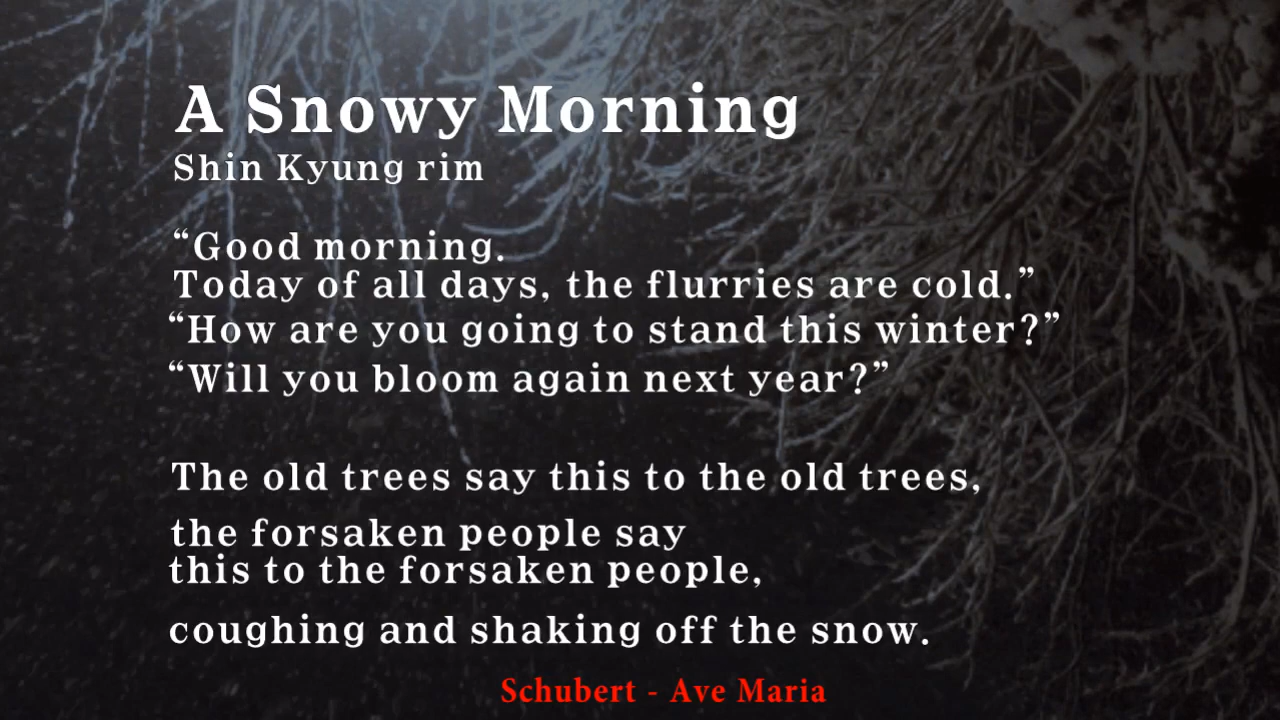 A Snowy Morning
Shin Kyung rim
“Good morning.
Today of all days, the flurries are cold.”
“How are you going to stand this winter?”
“Will you bloom again next year?”
The old trees say this to the old trees,
the forsaken people say
this to the forsaken people,
coughing and shaking off the snow.
Schubert - Ave Maria